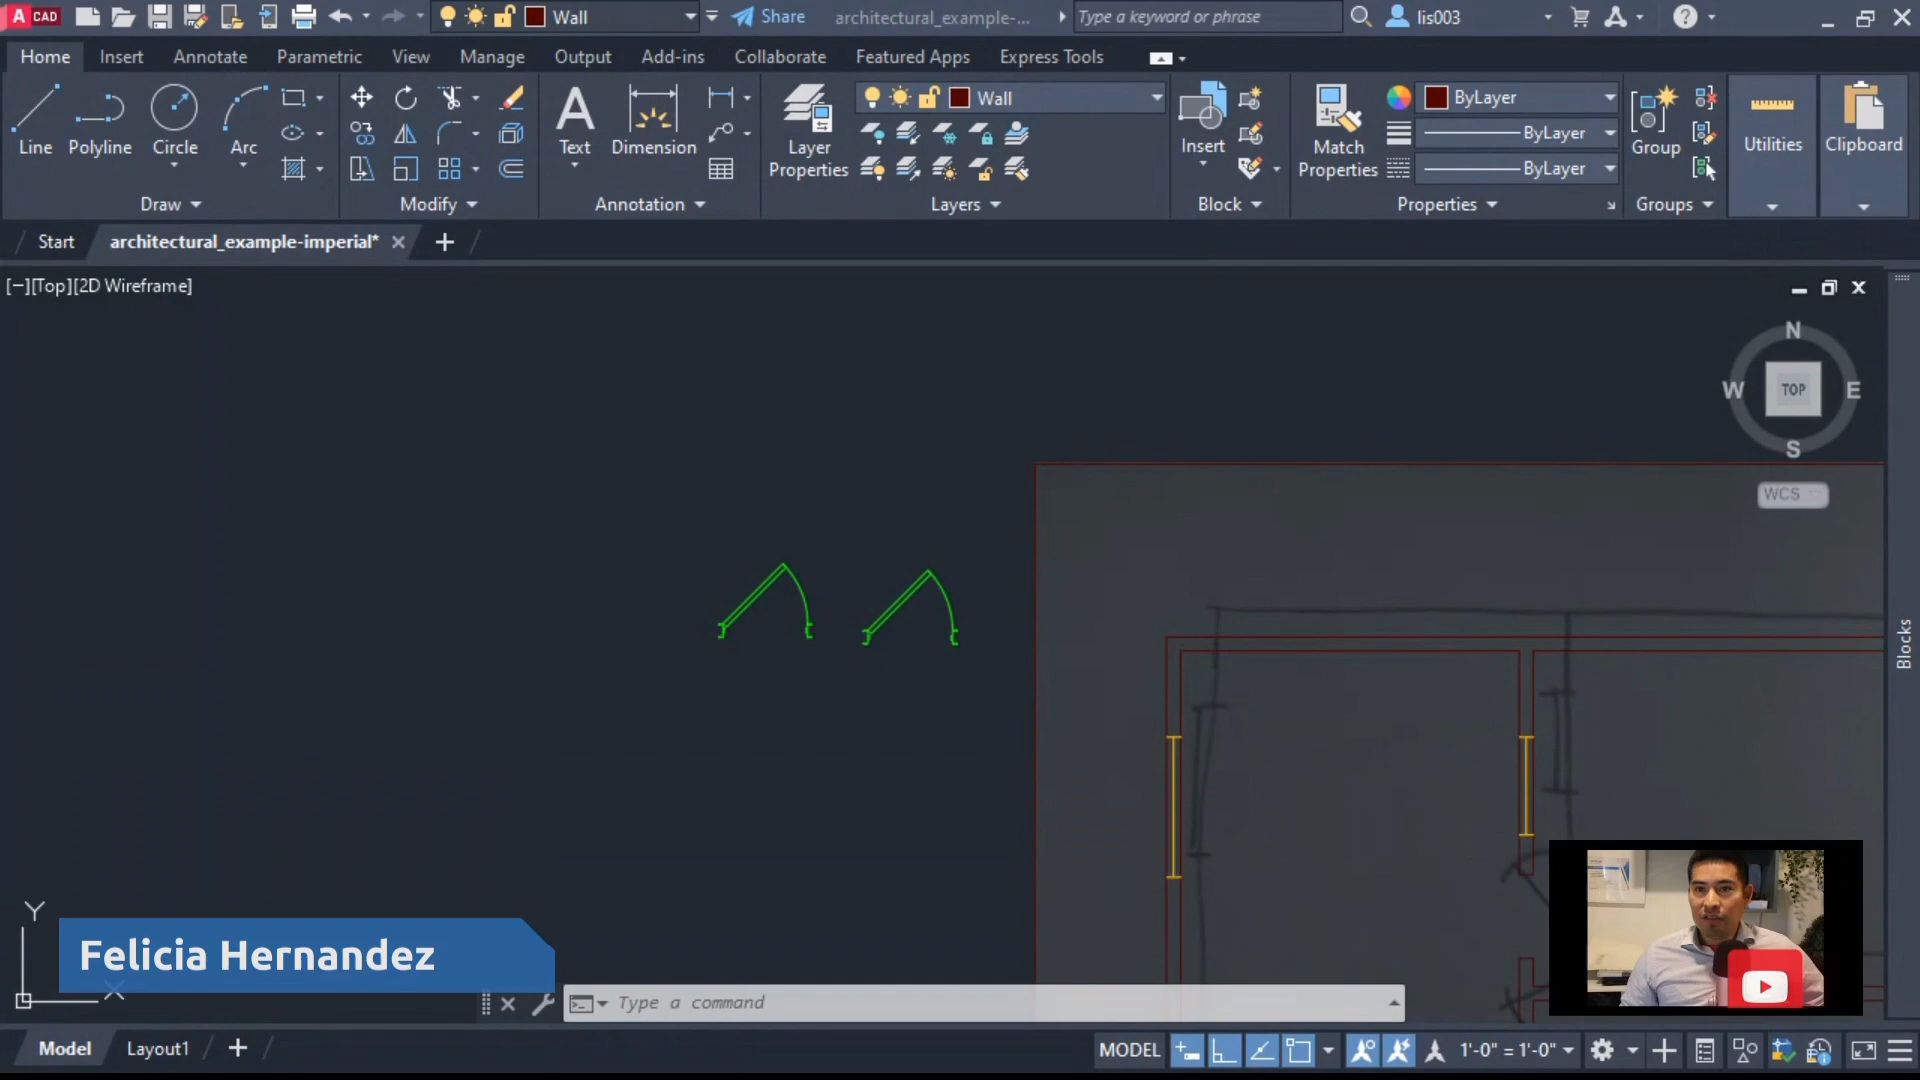 A CAD
Wall
Share
architectural_example-...
Type a keyword or phrase
lis003
Home
Insert
Annotate
Parametric
View
Manage
Output
Add-ins
Collaborate
Featured Apps
Express Tools
Line
Polyline
Circle
Arc
Draw
Modify
A
Text
Dimension
Annotation
Layer
Properties
Wall
Layers
Insert
Block
Match
Properties
ByLayer
ByLayer
ByLayer
Properties
Group
Groups
Utilities
Clipboard
Start
architectural_example-imperial*
[−][Top][2D Wireframe]
N
W
TOP
E
S
WCS
Blocks
Y
X
Felicia Hernandez
Type a command
Model
Layout1
MODEL
1'-0" = 1'-0"